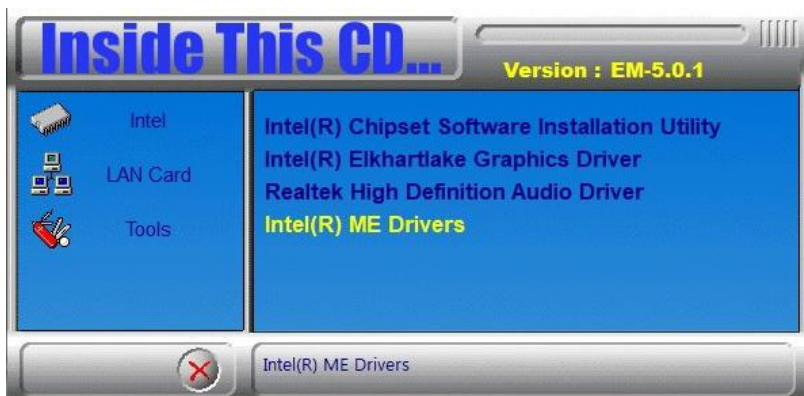 Inside This CD...
Version : EM-5.0.1
Intel
LAN Card
Tools
Intel(R) Chipset Software Installation Utility
Intel(R) Elkhartlake Graphics Driver
Realtek High Definition Audio Driver
Intel(R) ME Drivers
Intel(R) ME Drivers